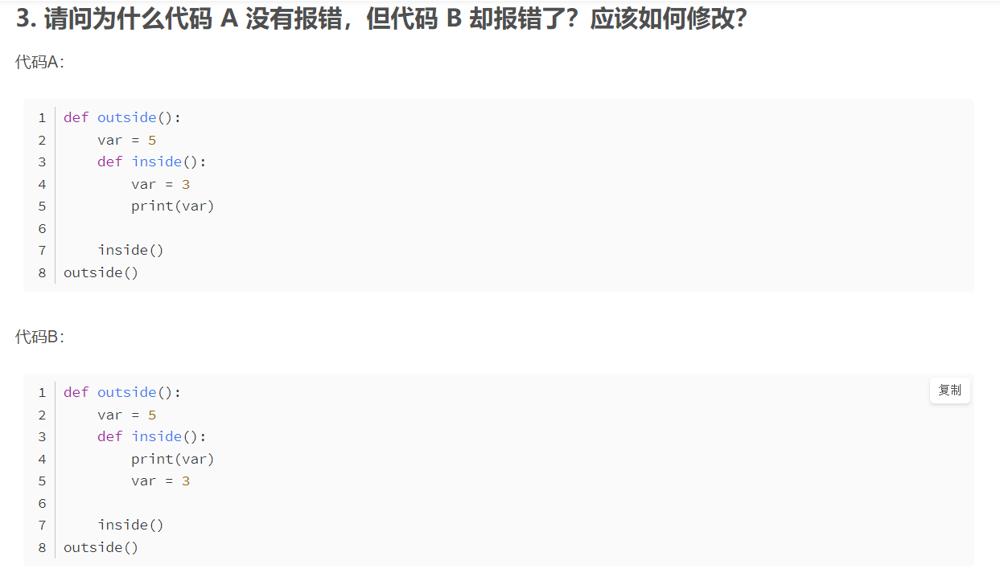 3. 请问为什么代码 A 没有报错，但代码 B 却报错了？应该如何修改？
代码A：
1 def outside():
2     var = 5
3     def inside():
4         var = 3
5         print(var)
6
7     inside()
8 outside()
代码B：
复制
1 def outside():
2     var = 5
3     def inside():
4         print(var)
5         var = 3
6
7     inside()
8 outside()